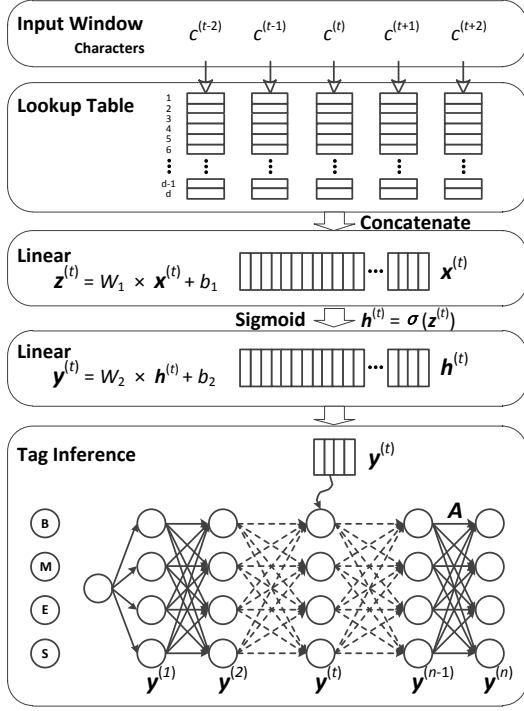 Input Window
Characters
c^(t-2) c^(t-1) c^(t) c^(t+1) c^(t+2)
Lookup Table
1
2
3
4
5
6
d-1
d
Concatenate
Linear
z^(t) = W₁ × x^(t) + b₁
x^(t)
Sigmoid h^(t) = σ(z^(t))
Linear
y^(t) = W₂ × h^(t) + b₂
h^(t)
Tag Inference
y^(t)
A
B
M
E
S
y^(1) y^(2) y^(t) y^(n-1) y^(n)